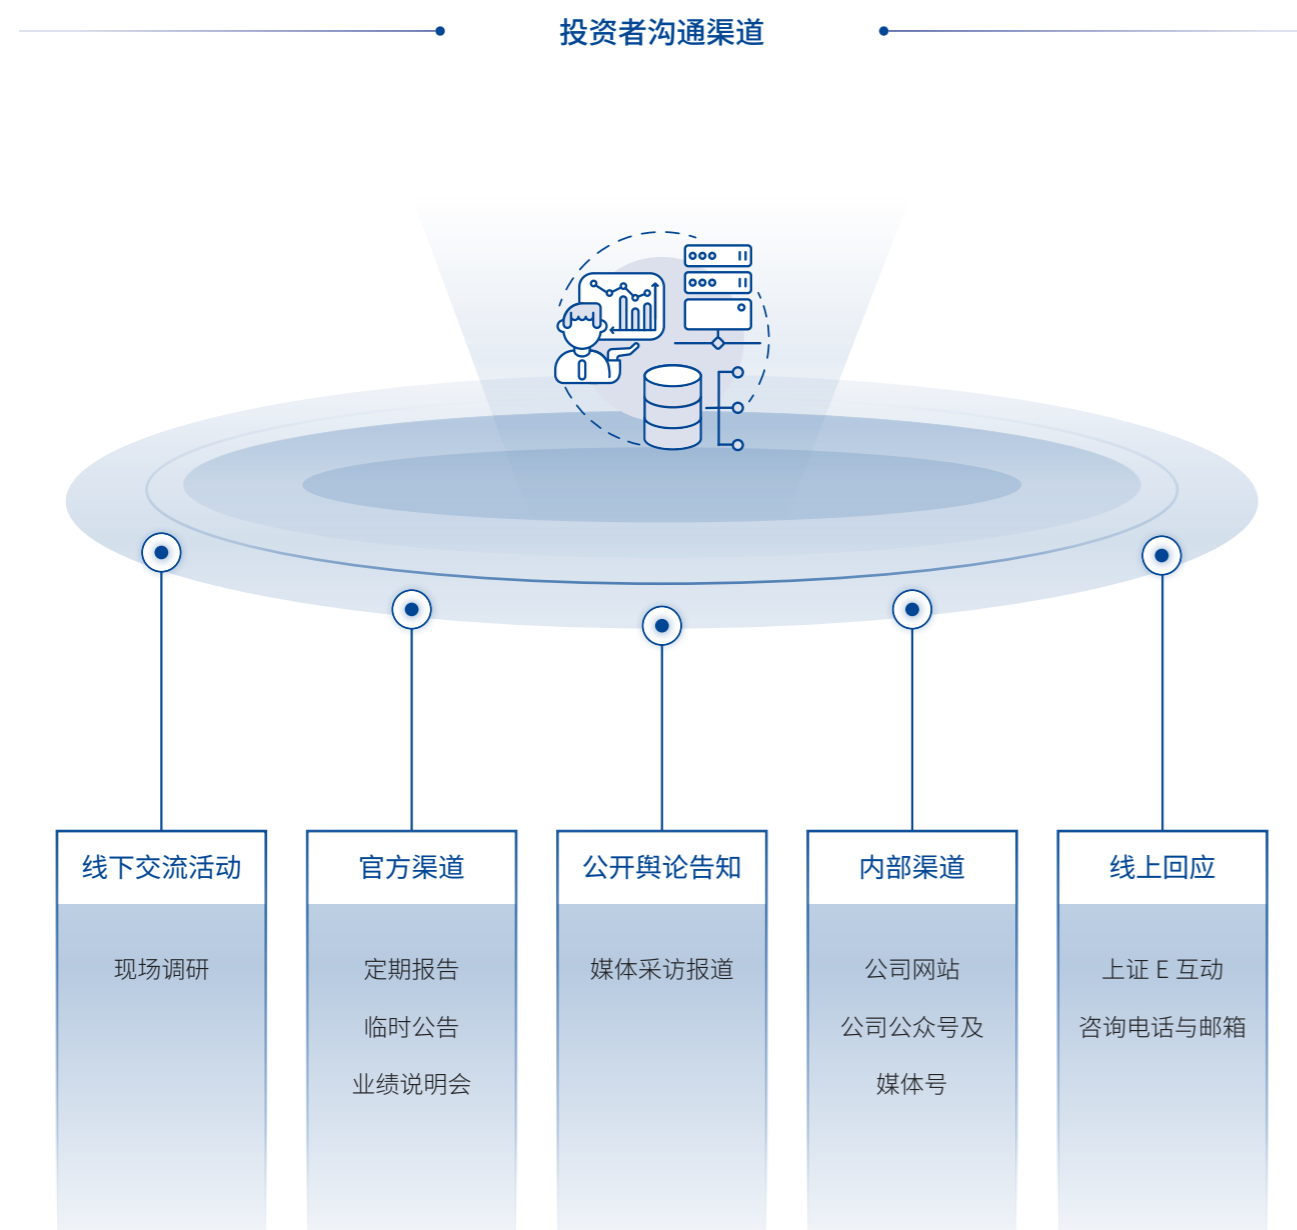 投资者沟通渠道
线下交流活动
现场调研
官方渠道
定期报告
临时公告
业绩说明会
公开舆论告知
媒体采访报道
内部渠道
公司网站
公司公众号及
媒体号
线上回应
上证 E 互动
咨询电话与邮箱